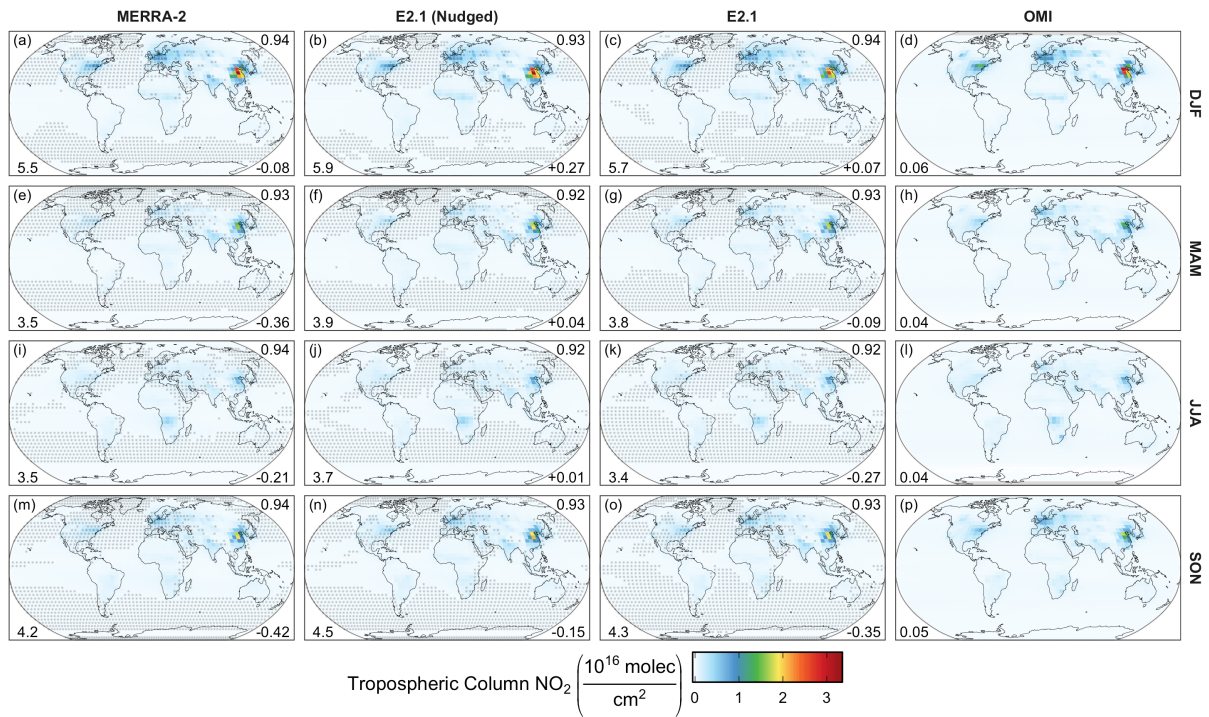 MERRA-2 E2.1 (Nudged) E2.1 OMI
(a) 0.94 (b) 0.93 (c) 0.94 (d)
DJF
5.5 -0.08 5.9 +0.27 5.7 +0.07 0.06
(e) 0.93 (f) 0.92 (g) 0.93 (h)
MAM
3.5 -0.36 3.9 +0.04 3.8 -0.09 0.04
(i) 0.94 (j) 0.92 (k) 0.92 (l)
JJA
3.5 -0.21 3.7 +0.01 3.4 -0.27 0.04
(m) 0.94 (n) 0.93 (o) 0.93 (p)
SON
4.2 -0.42 4.5 -0.15 4.3 -0.35 0.05
Tropospheric Column NO₂ (10¹⁶ molec / cm²)
0 1 2 3